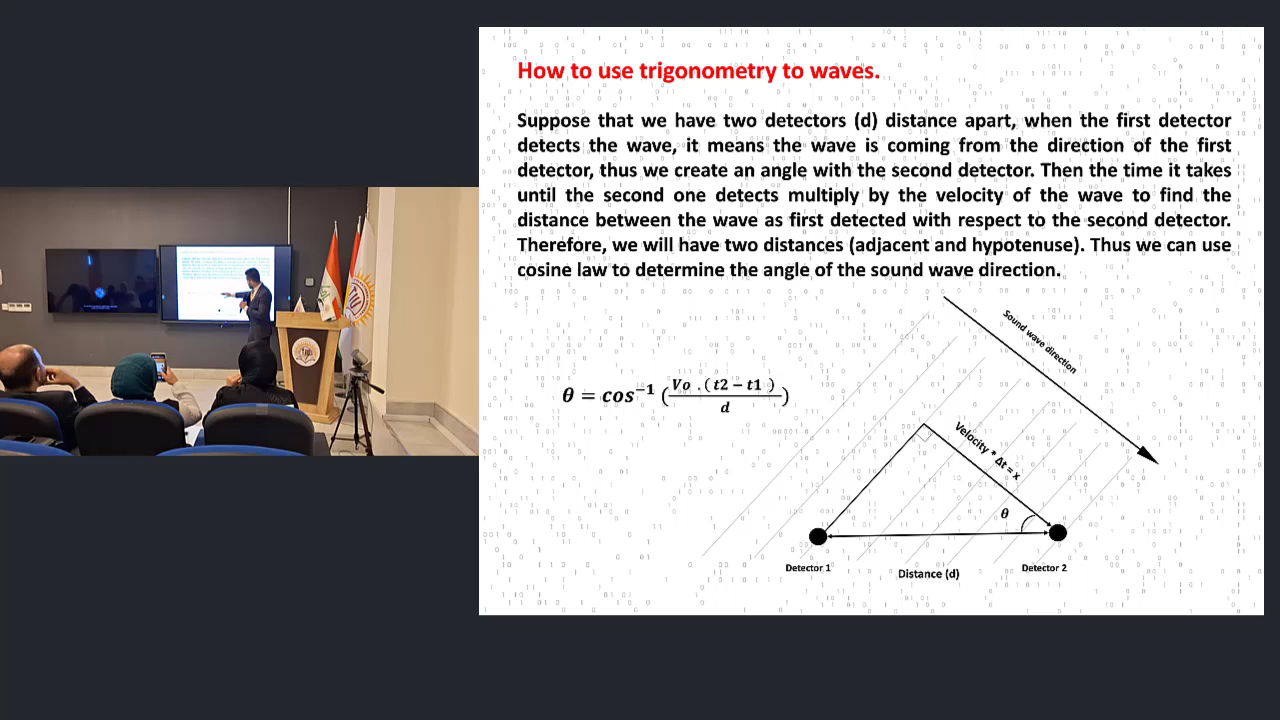 How to use trigonometry to waves.
Suppose that we have two detectors (d) distance apart, when the first detector
detects the wave, it means the wave is coming from the direction of the first
detector, thus we create an angle with the second detector. Then the time it takes
until the second one detects multiply by the velocity of the wave to find the
distance between the wave as first detected with respect to the second detector.
Therefore, we will have two distances (adjacent and hypotenuse). Thus we can use
cosine law to determine the angle of the sound wave direction.
Sound wave direction
θ = cos⁻¹ (Vo . (t2 − t1 ) / d)
Velocity * Δt = x
θ
Detector 1
Distance (d)
Detector 2